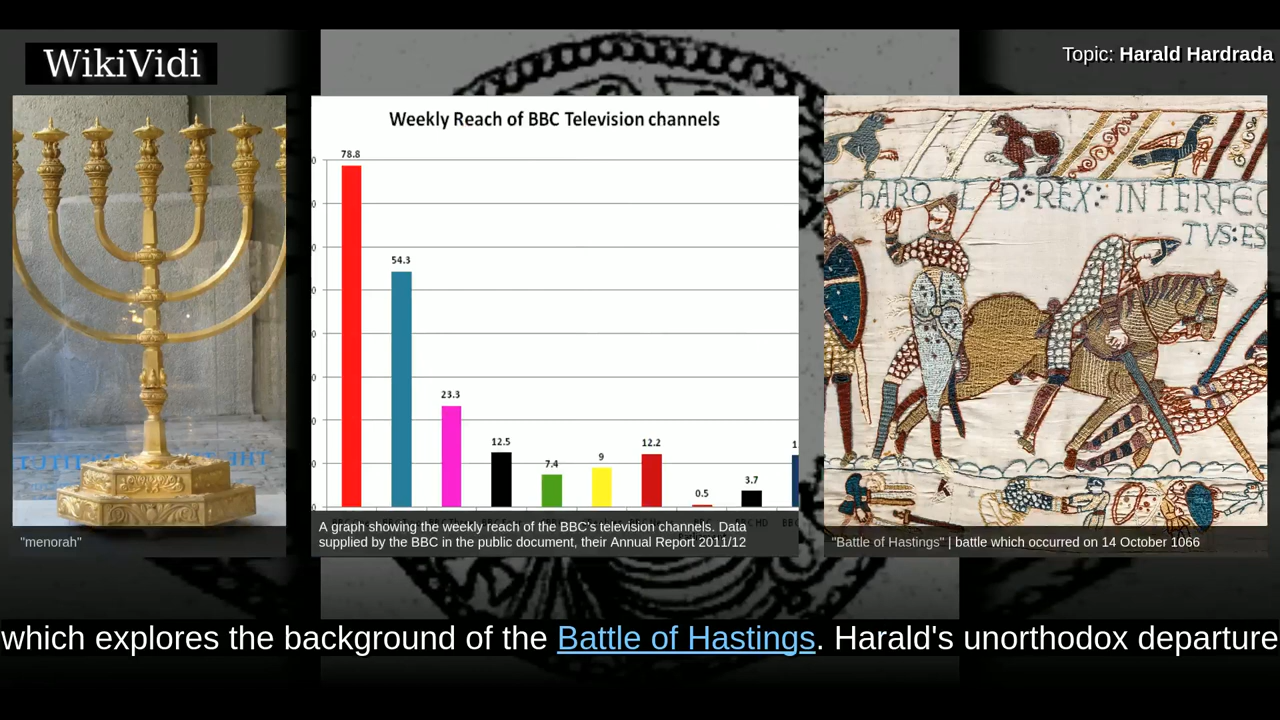 WikiVidi
Topic: Harald Hardrada
Weekly Reach of BBC Television channels
78.8
54.3
23.3
12.5
7.4
9
12.2
0.5
3.7
HAROLD:REX:INTERFEC
TVS:ES
"menorah"
A graph showing the weekly reach of the BBC's television channels. Data
supplied by the BBC in the public document, their Annual Report 2011/12
"Battle of Hastings" | battle which occurred on 14 October 1066
which explores the background of the Battle of Hastings. Harald's unorthodox departure